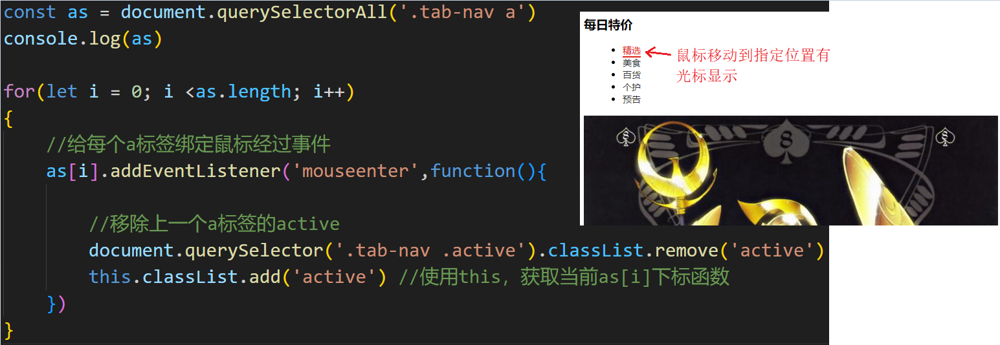 const as = document.querySelectorAll('.tab-nav a')
console.log(as)
for(let i = 0; i <as.length; i++)
{
//给每个a标签绑定鼠标经过事件
as[i].addEventListener('mouseenter',function(){
//移除上一个a标签的active
document.querySelector('.tab-nav .active').classList.remove('active')
this.classList.add('active') //使用this，获取当前as[i]下标函数
})
}
每日特价
精选
美食
百货
个护
预告
鼠标移动到指定位置有
光标显示
8
8
8